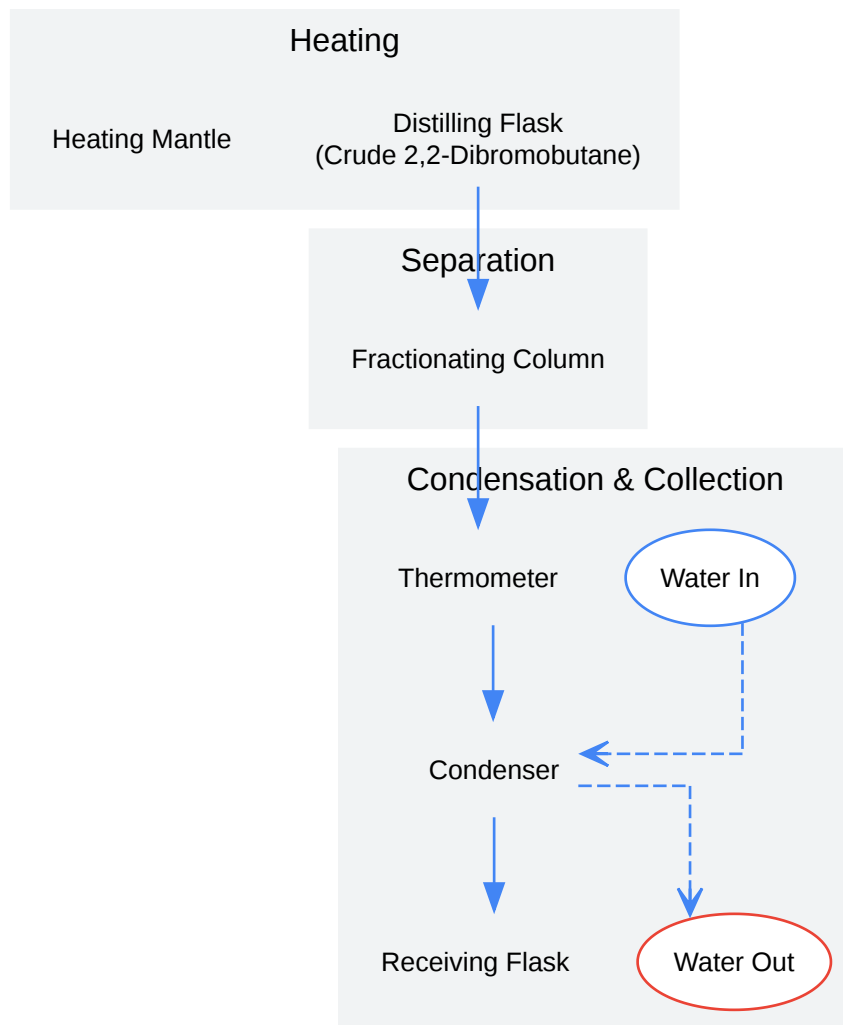 Heating
Heating Mantle
Distilling Flask
(Crude 2,2-Dibromobutane)
Separation
Fractionating Column
Condensation & Collection
Thermometer
Water In
Condenser
Receiving Flask
Water Out